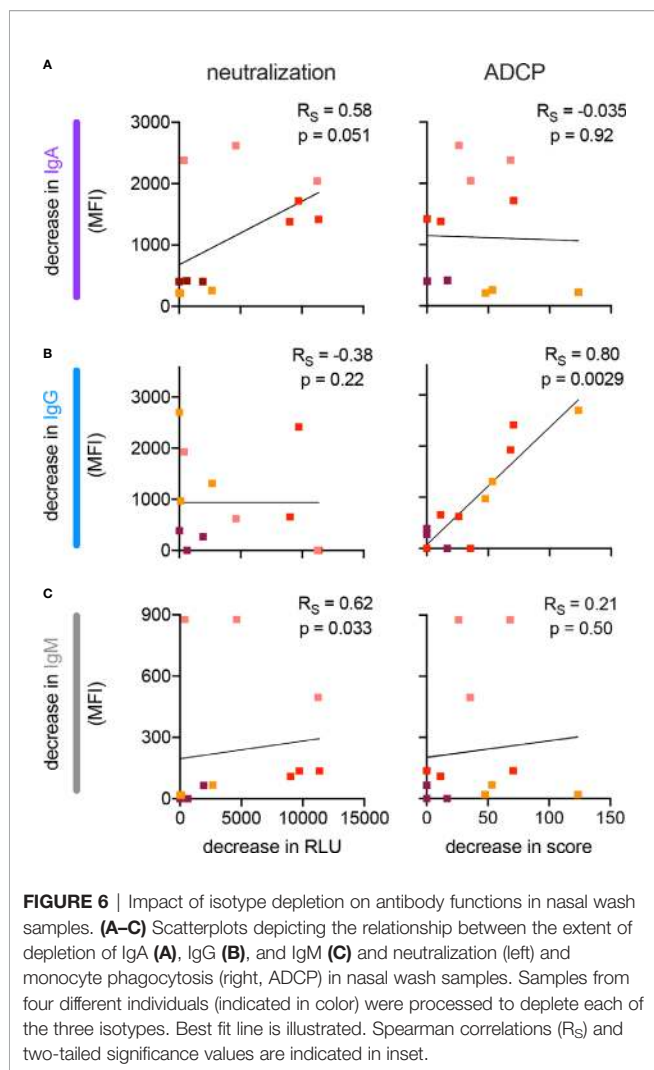 A
neutralization
ADCP
R_S = 0.58
p = 0.051
R_S = -0.035
p = 0.92
decrease in IgA
(MFI)
3000
2000
1000
0
B
R_S = -0.38
p = 0.22
R_S = 0.80
p = 0.0029
decrease in IgG
(MFI)
3000
2000
1000
0
C
R_S = 0.62
p = 0.033
R_S = 0.21
p = 0.50
decrease in IgM
(MFI)
900
600
300
0
0 5000 10000 15000
0 50 100 150
decrease in RLU
decrease in score
FIGURE 6 | Impact of isotype depletion on antibody functions in nasal wash
samples. (A–C) Scatterplots depicting the relationship between the extent of
depletion of IgA (A), IgG (B), and IgM (C) and neutralization (left) and
monocyte phagocytosis (right, ADCP) in nasal wash samples. Samples from
four different individuals (indicated in color) were processed to deplete each of
the three isotypes. Best fit line is illustrated. Spearman correlations (R_S) and
two-tailed significance values are indicated in inset.